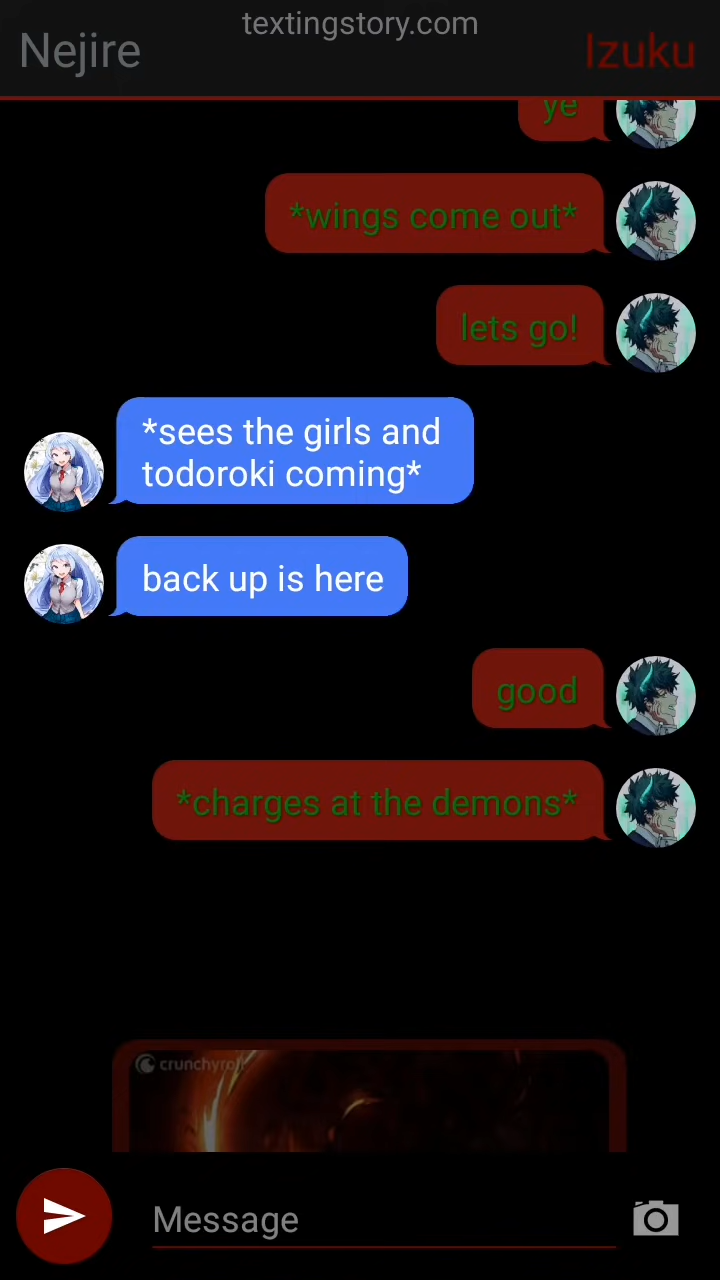 textingstory.com
Nejire
Izuku
ye
*wings come out*
lets go!
*sees the girls and
todoroki coming*
back up is here
good
*charges at the demons*
crunchyroll
Message